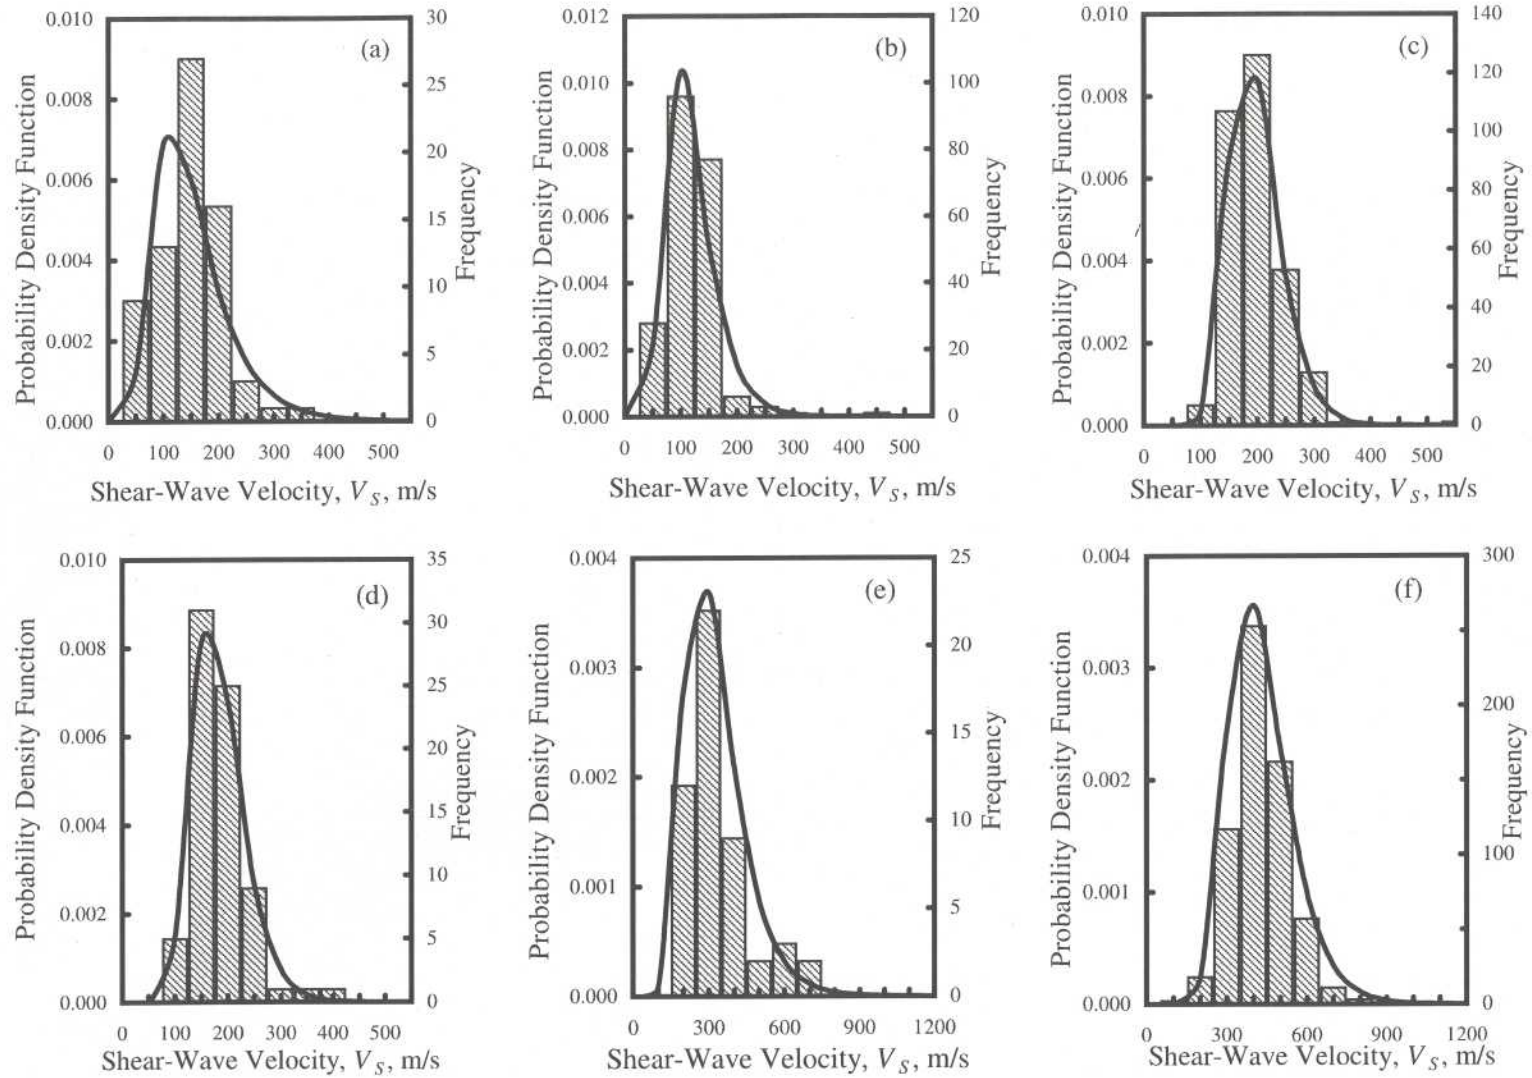 (a)
Probability Density Function
0.010
0.008
0.006
0.004
0.002
0.000
30
25
20
15
10
5
0
Frequency
0 100 200 300 400 500
Shear-Wave Velocity, V_S, m/s
(b)
Probability Density Function
0.012
0.010
0.008
0.006
0.004
0.002
0.000
120
100
80
60
40
20
0
Frequency
0 100 200 300 400 500
Shear-Wave Velocity, V_S, m/s
(c)
Probability Density Function
0.010
0.008
0.006
0.004
0.002
0.000
140
120
100
80
60
40
20
0
Frequency
0 100 200 300 400 500
Shear-Wave Velocity, V_S, m/s
(d)
Probability Density Function
0.010
0.008
0.006
0.004
0.002
0.000
35
30
25
20
15
10
5
0
Frequency
0 100 200 300 400 500
Shear-Wave Velocity, V_S, m/s
(e)
Probability Density Function
0.004
0.003
0.002
0.001
0.000
25
20
15
10
5
0
Frequency
0 300 600 900 1200
Shear-Wave Velocity, V_S, m/s
(f)
Probability Density Function
0.004
0.003
0.002
0.001
0.000
300
200
100
0
Frequency
0 300 600 900 1200
Shear-Wave Velocity, V_S, m/s